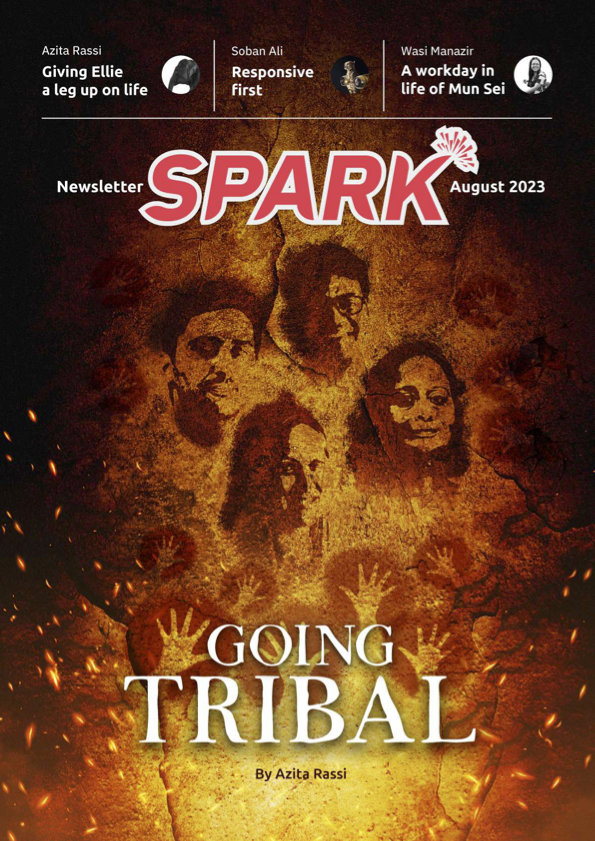 Azita Rassi
Giving Ellie
a leg up on life
Soban Ali
Responsive
first
Wasi Manazir
A workday in
life of Mun Sei
Newsletter
SPARK
August 2023
GOING
TRIBAL
By Azita Rassi